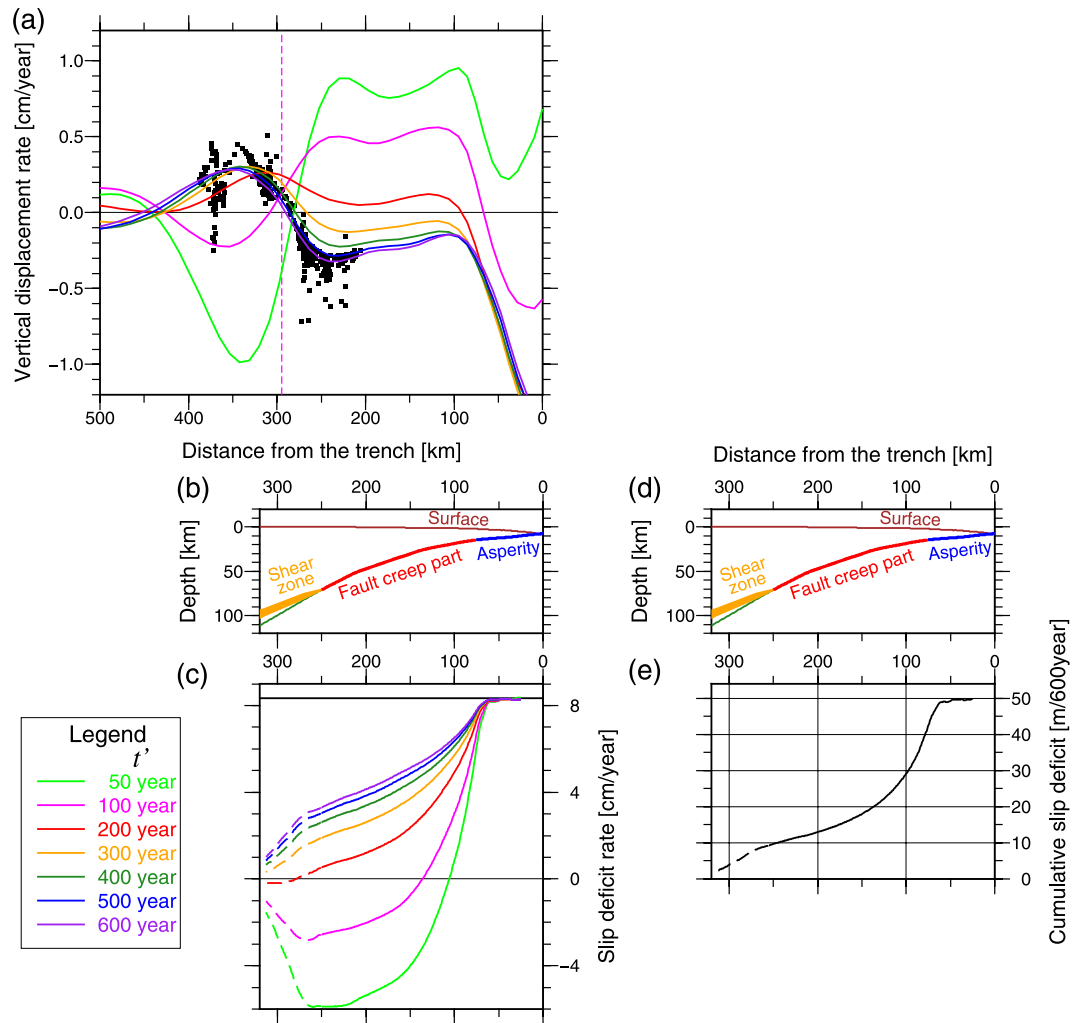 (a)
Vertical displacement rate [cm/year]
1.0
0.5
0.0
−0.5
−1.0
500 400 300 200 100 0
Distance from the trench [km]
Distance from the trench [km]
(b)
300 200 100 0
Depth [km]
0
50
100
Surface
Asperity
Fault creep part
Shear
zone
(d)
300 200 100 0
Depth [km]
0
50
100
Surface
Asperity
Fault creep part
Shear
zone
(c)
300 200 100 0
8
4
0
−4
Slip deficit rate [cm/year]
(e)
300 200 100 0
50
40
30
20
10
0
Cumulative slip deficit [m/600year]
Legend
t’
50 year
100 year
200 year
300 year
400 year
500 year
600 year